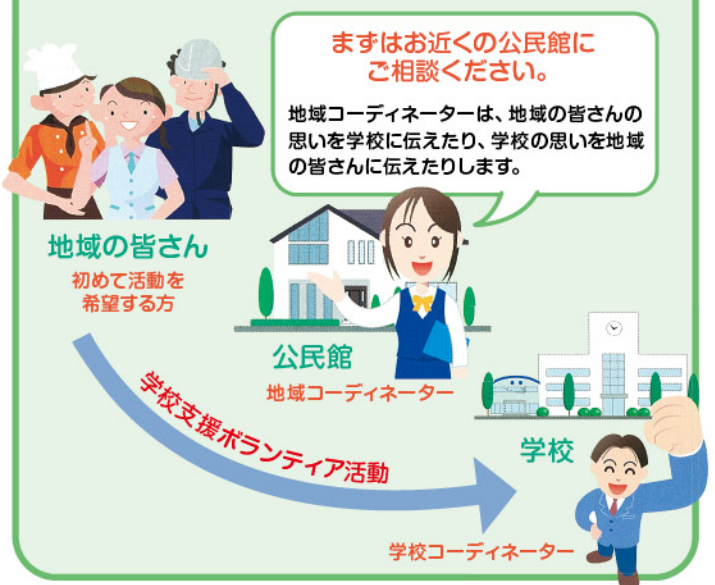 まずはお近くの公民館に
ご相談ください。
地域コーディネーターは、地域の皆さんの
思いを学校に伝えたり、学校の思いを地域
の皆さんに伝えたりします。
地域の皆さん
初めて活動を
希望する方
公民館
地域コーディネーター
学校支援ボランティア活動
学校
学校コーディネーター